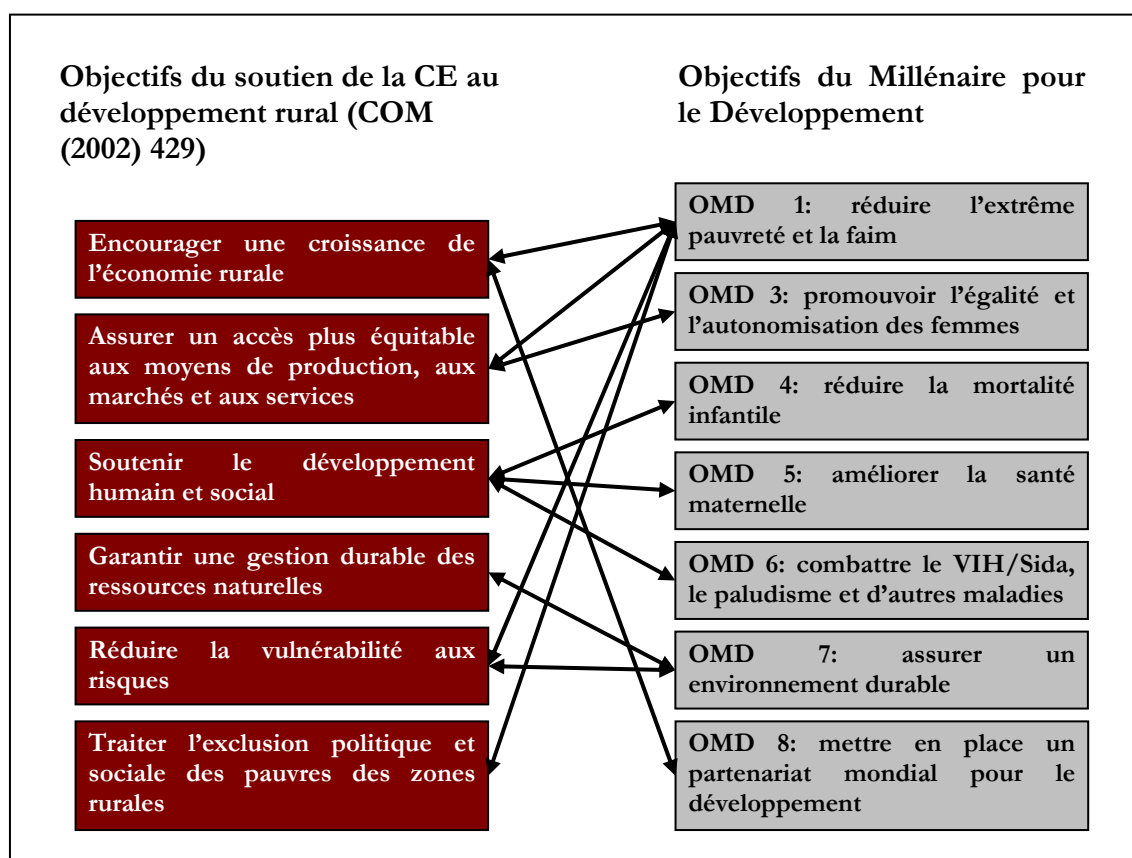 Objectifs du soutien de la CE au
développement rural (COM
(2002) 429)
Encourager une croissance de
l'économie rurale
Assurer un accès plus équitable
aux moyens de production, aux
marchés et aux services
Soutenir le développement
humain et social
Garantir une gestion durable des
ressources naturelles
Réduire la vulnérabilité aux
risques
Traiter l'exclusion politique et
sociale des pauvres des zones
rurales
Objectifs du Millénaire pour
le Développement
OMD 1: réduire l'extrême
pauvreté et la faim
OMD 3: promouvoir l'égalité et
l'autonomisation des femmes
OMD 4: réduire la mortalité
infantile
OMD 5: améliorer la santé
maternelle
OMD 6: combattre le VIH/Sida,
le paludisme et d'autres maladies
OMD 7: assurer un
environnement durable
OMD 8: mettre en place un
partenariat mondial pour le
développement